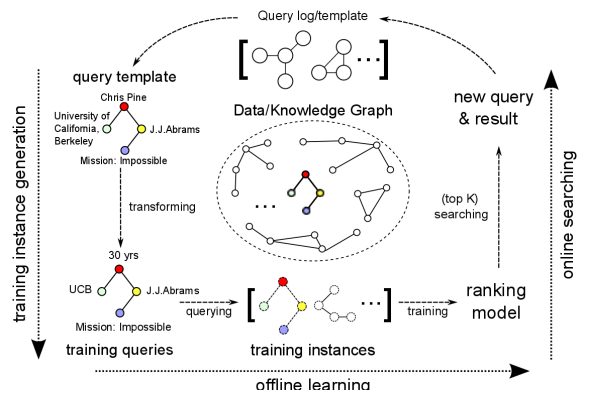 Query log/template
query template
Chris Pine
University of
California,
Berkeley
J.J.Abrams
Mission: Impossible
Data/Knowledge Graph
new query
& result
training instance generation
transforming
(top K)
searching
online searching
30 yrs
UCB
J.J.Abrams
Mission: Impossible
training queries
querying
training instances
training
ranking
model
offline learning